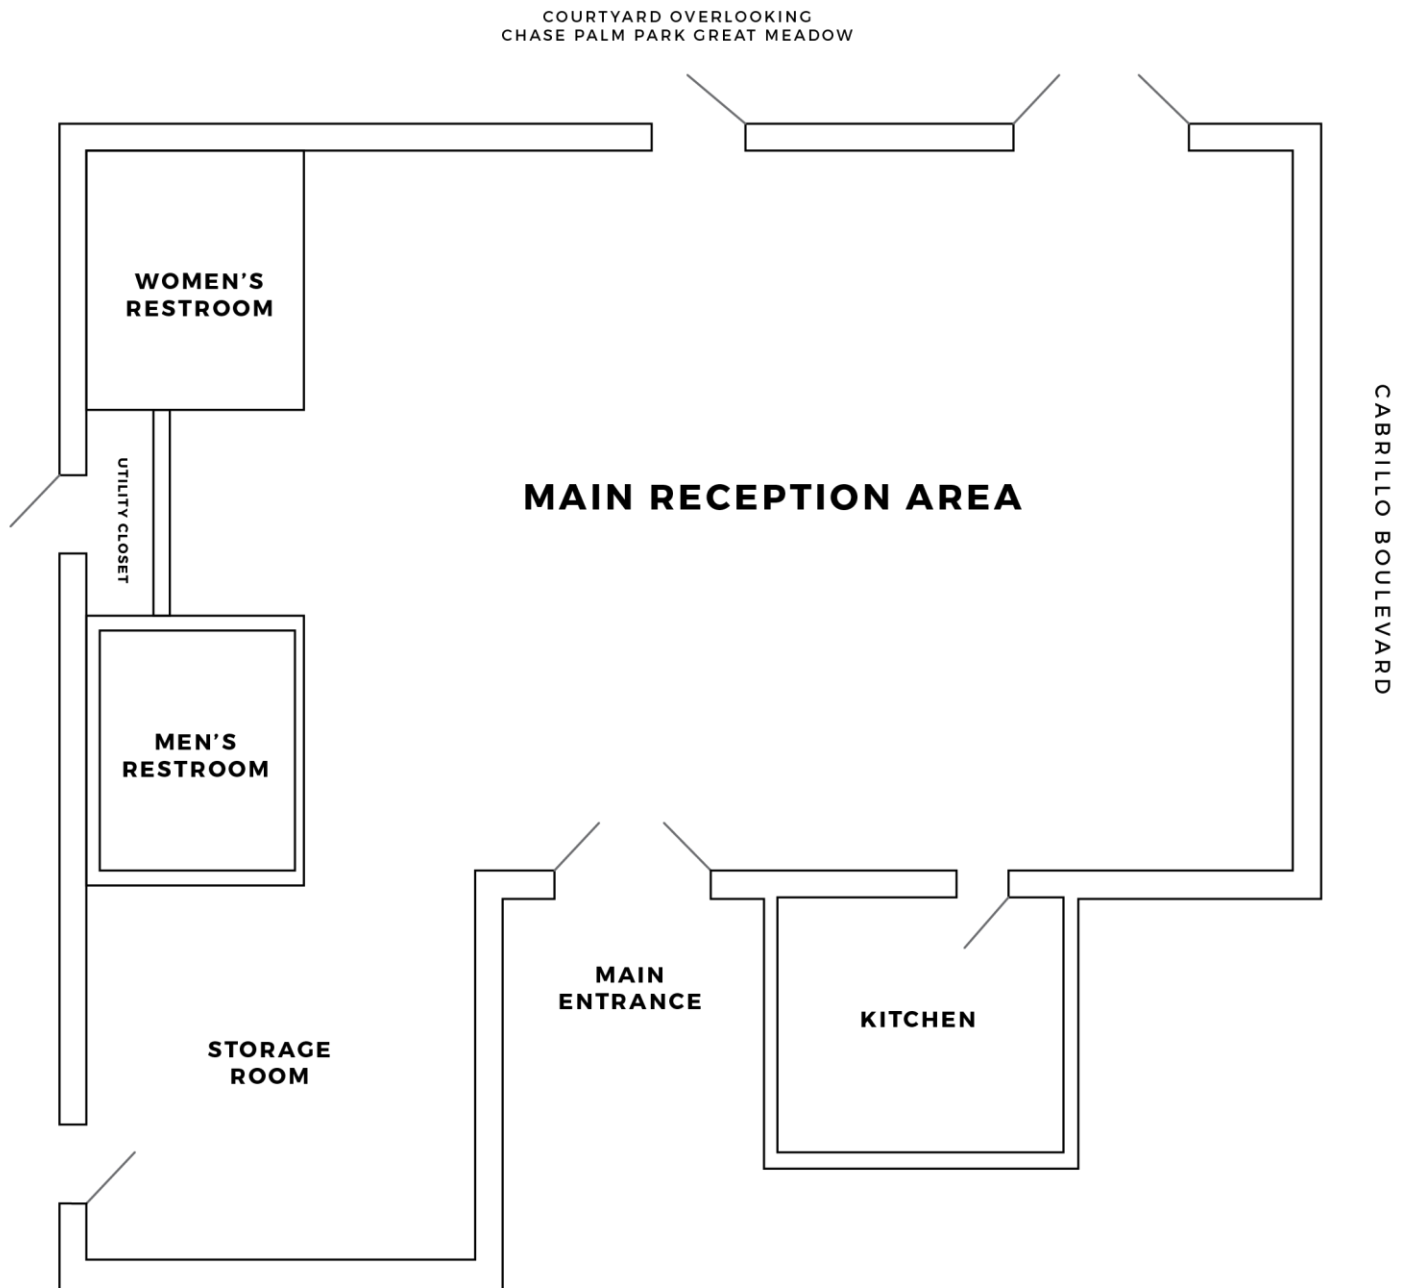 COURTYARD OVERLOOKING
CHASE PALM PARK GREAT MEADOW
WOMEN’S
RESTROOM
UTILITY CLOSET
MAIN RECEPTION AREA
CABRILLO BOULEVARD
MEN’S
RESTROOM
MAIN
ENTRANCE
KITCHEN
STORAGE
ROOM